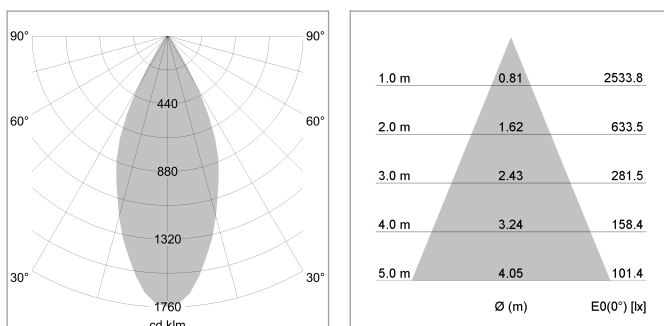 90° 90°
440
60° 60°
880
1320
30° 30°
1760
cd klm
1.0 m 0.81 2533.8
2.0 m 1.62 633.5
3.0 m 2.43 281.5
4.0 m 3.24 158.4
5.0 m 4.05 101.4
Ø (m) E0(0°) [lx]